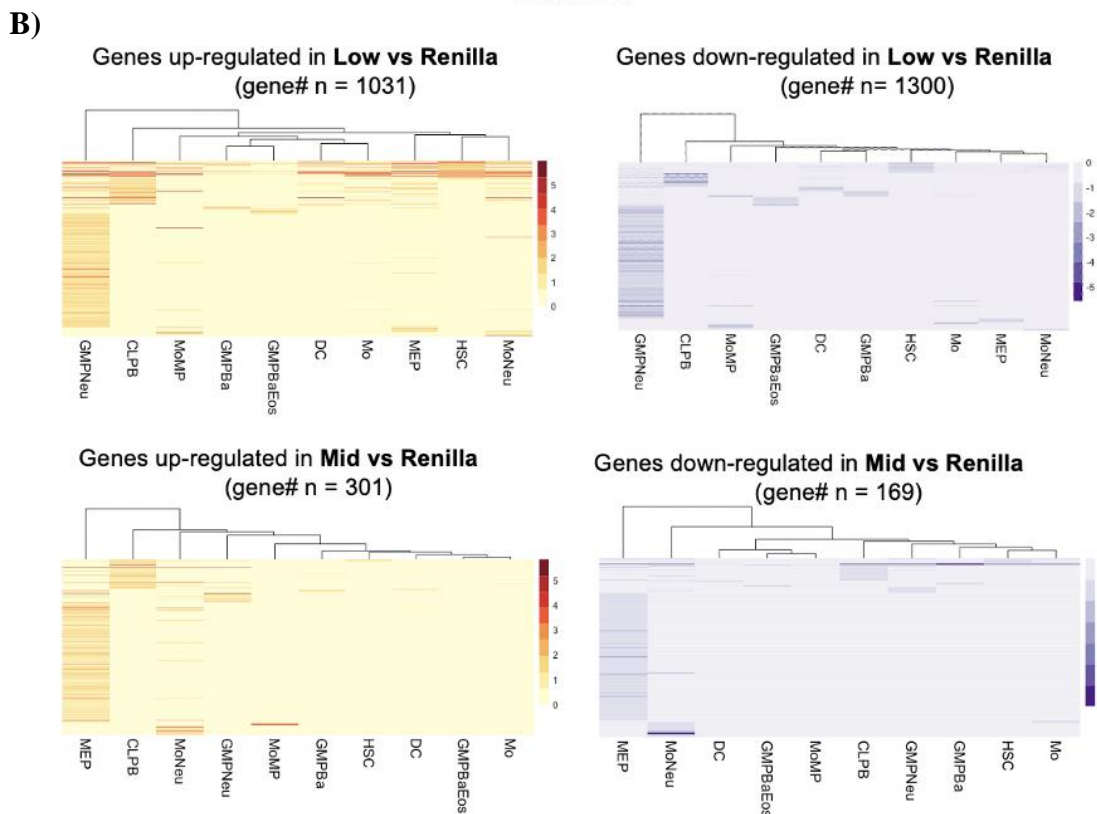 B)
Genes up-regulated in Low vs Renilla
(gene# n = 1031)
5
4
3
2
1
0
GMPNeu
CLPB
MoMP
GMPBa
GMPBaEos
DC
Mo
MEP
HSC
MoNeu
Genes down-regulated in Low vs Renilla
(gene# n= 1300)
0
-1
-2
-3
-4
-5
GMPNeu
CLPB
MoMP
GMPBaEos
DC
GMPBa
HSC
Mo
MEP
MoNeu
Genes up-regulated in Mid vs Renilla
(gene# n = 301)
5
4
3
2
1
0
MEP
CLPB
MoNeu
GMPNeu
MoMP
GMPBa
HSC
DC
GMPBaEos
Mo
Genes down-regulated in Mid vs Renilla
(gene# n = 169)
MEP
MoNeu
DC
GMPBaEos
MoMP
CLPB
GMPNeu
GMPBa
HSC
Mo